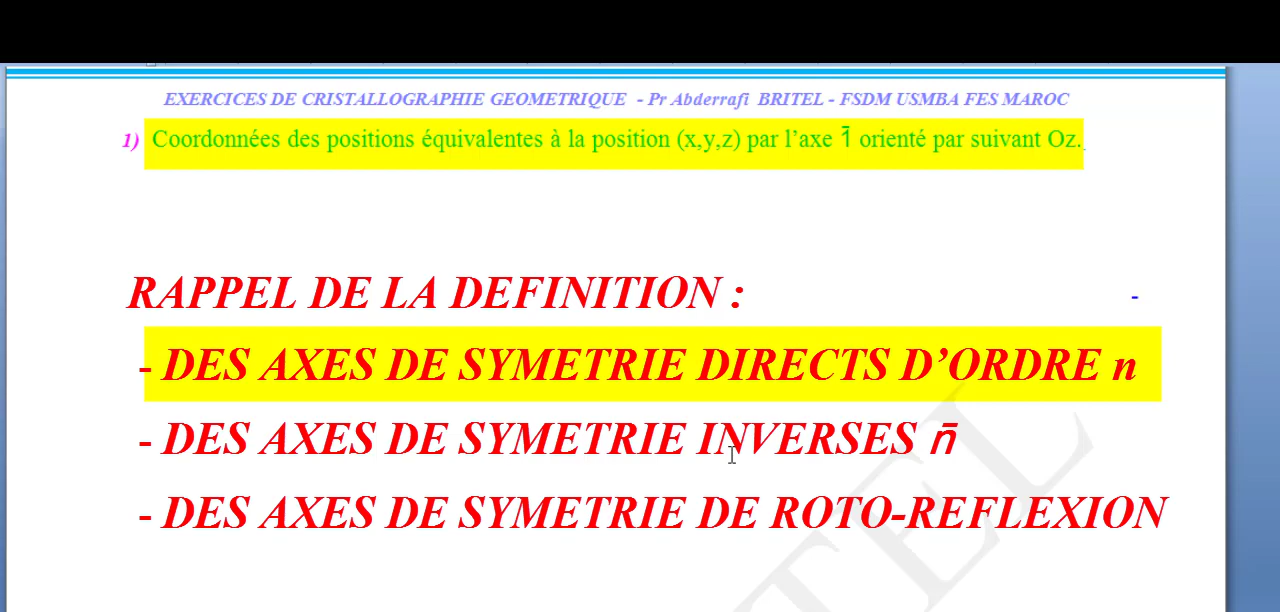 EXERCICES DE CRISTALLOGRAPHIE GEOMETRIQUE - Pr Abderrafi BRITEL - FSDM USMBA FES MAROC
1) Coordonnées des positions équivalentes à la position (x,y,z) par l'axe 1̄ orienté par suivant Oz.
RAPPEL DE LA DEFINITION :
-
- DES AXES DE SYMETRIE DIRECTS D'ORDRE n
- DES AXES DE SYMETRIE INVERSES n̄
- DES AXES DE SYMETRIE DE ROTO-REFLEXION